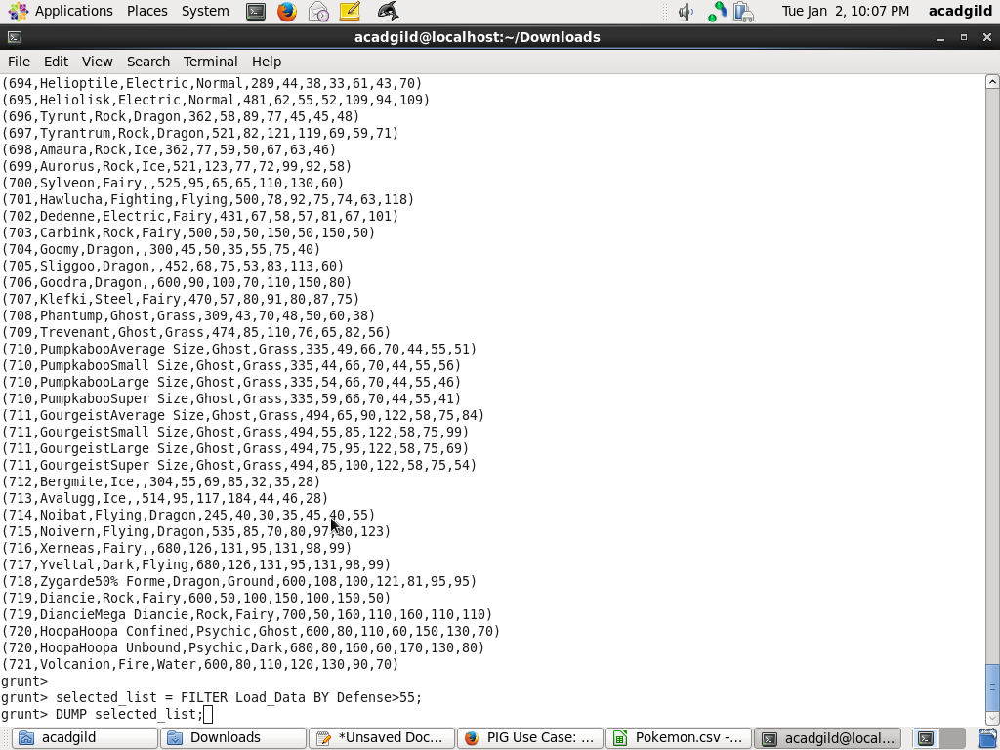 Applications Places System Tue Jan 2, 10:07 PM acadgild
acadgild@localhost:~/Downloads
File Edit View Search Terminal Help
(694,Helioptile,Electric,Normal,289,44,38,33,61,43,70)
(695,Heliolisk,Electric,Normal,481,62,55,52,109,94,109)
(696,Tyrunt,Rock,Dragon,362,58,89,77,45,45,48)
(697,Tyrantrum,Rock,Dragon,521,82,121,119,69,59,71)
(698,Amaura,Rock,Ice,362,77,59,50,67,63,46)
(699,Aurorus,Rock,Ice,521,123,77,72,99,92,58)
(700,Sylveon,Fairy,,525,95,65,65,110,130,60)
(701,Hawlucha,Fighting,Flying,500,78,92,75,74,63,118)
(702,Dedenne,Electric,Fairy,431,67,58,57,81,67,101)
(703,Carbink,Rock,Fairy,500,50,50,150,50,150,50)
(704,Goomy,Dragon,,300,45,50,35,55,75,40)
(705,Sliggoo,Dragon,,452,68,75,53,83,113,60)
(706,Goodra,Dragon,,600,90,100,70,110,150,80)
(707,Klefki,Steel,Fairy,470,57,80,91,80,87,75)
(708,Phantump,Ghost,Grass,309,43,70,48,50,60,38)
(709,Trevenant,Ghost,Grass,474,85,110,76,65,82,56)
(710,PumpkabooAverage Size,Ghost,Grass,335,49,66,70,44,55,51)
(710,PumpkabooSmall Size,Ghost,Grass,335,44,66,70,44,55,56)
(710,PumpkabooLarge Size,Ghost,Grass,335,54,66,70,44,55,46)
(710,PumpkabooSuper Size,Ghost,Grass,335,59,66,70,44,55,41)
(711,GourgeistAverage Size,Ghost,Grass,494,65,90,122,58,75,84)
(711,GourgeistSmall Size,Ghost,Grass,494,55,85,122,58,75,99)
(711,GourgeistLarge Size,Ghost,Grass,494,75,95,122,58,75,69)
(711,GourgeistSuper Size,Ghost,Grass,494,85,100,122,58,75,54)
(712,Bergmite,Ice,,304,55,69,85,32,35,28)
(713,Avalugg,Ice,,514,95,117,184,44,46,28)
(714,Noibat,Flying,Dragon,245,40,30,35,45,40,55)
(715,Noivern,Flying,Dragon,535,85,70,80,97,80,123)
(716,Xerneas,Fairy,,680,126,131,95,131,98,99)
(717,Yveltal,Dark,Flying,680,126,131,95,131,98,99)
(718,Zygarde50% Forme,Dragon,Ground,600,108,100,121,81,95,95)
(719,Diancie,Rock,Fairy,600,50,100,150,100,150,50)
(719,DiancieMega Diancie,Rock,Fairy,700,50,160,110,160,110,110)
(720,HoopaHoopa Confined,Psychic,Ghost,600,80,110,60,150,130,70)
(720,HoopaHoopa Unbound,Psychic,Dark,680,80,160,60,170,130,80)
(721,Volcanion,Fire,Water,600,80,110,120,130,90,70)
grunt>
grunt> selected_list = FILTER Load_Data BY Defense>55;
grunt> DUMP selected_list;
acadgild Downloads *Unsaved Doc... PIG Use Case: ... Pokemon.csv -... acadgild@local...